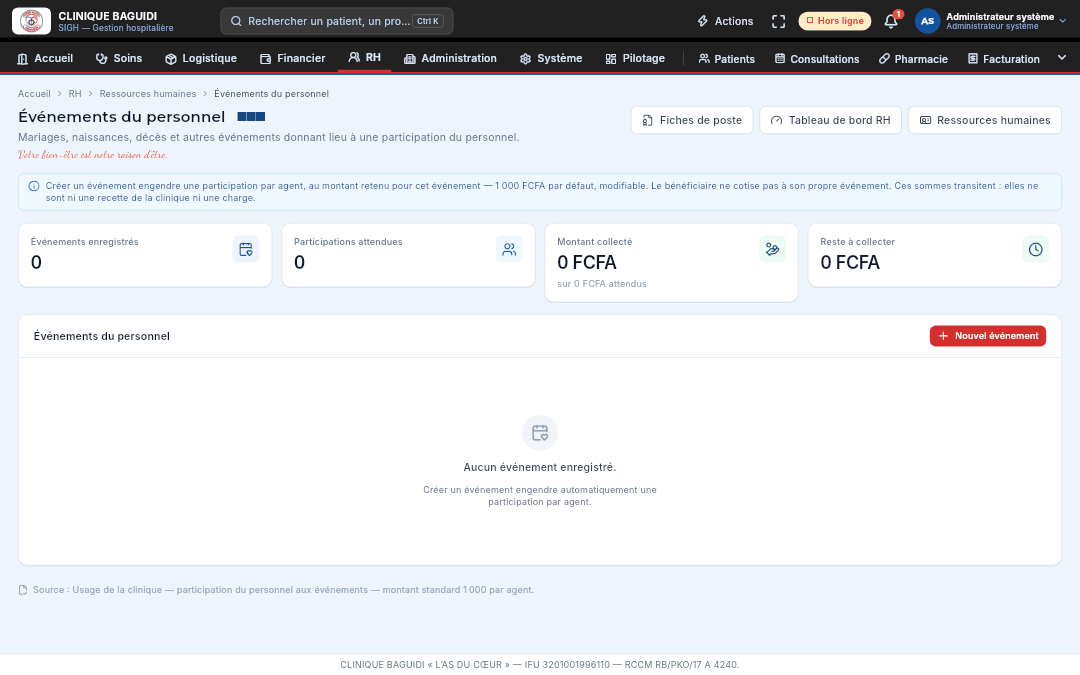 CLINIQUE BAGUIDI
SIGH — Gestion hospitalière
Rechercher un patient, un pro... Ctrl K
Actions
Hors ligne
1
AS
Administrateur système
Administrateur système
Accueil
Soins
Logistique
Financier
RH
Administration
Système
Pilotage
Patients
Consultations
Pharmacie
Facturation
Accueil > RH > Ressources humaines > Événements du personnel
Événements du personnel
Mariages, naissances, décès et autres événements donnant lieu à une participation du personnel.
Votre bien-être est notre raison d'être.
Fiches de poste
Tableau de bord RH
Ressources humaines
Créer un événement engendre une participation par agent, au montant retenu pour cet événement — 1 000 FCFA par défaut, modifiable. Le bénéficiaire ne cotise pas à son propre événement. Ces sommes transitent : elles ne
sont ni une recette de la clinique ni une charge.
Événements enregistrés
0
Participations attendues
0
Montant collecté
0 FCFA
sur 0 FCFA attendus
Reste à collecter
0 FCFA
Événements du personnel
Nouvel événement
Aucun événement enregistré.
Créer un événement engendre automatiquement une
participation par agent.
Source : Usage de la clinique — participation du personnel aux événements — montant standard 1 000 par agent.
CLINIQUE BAGUIDI « L'AS DU CŒUR » — IFU 3201001996110 — RCCM RB/PKO/17 A 4240.